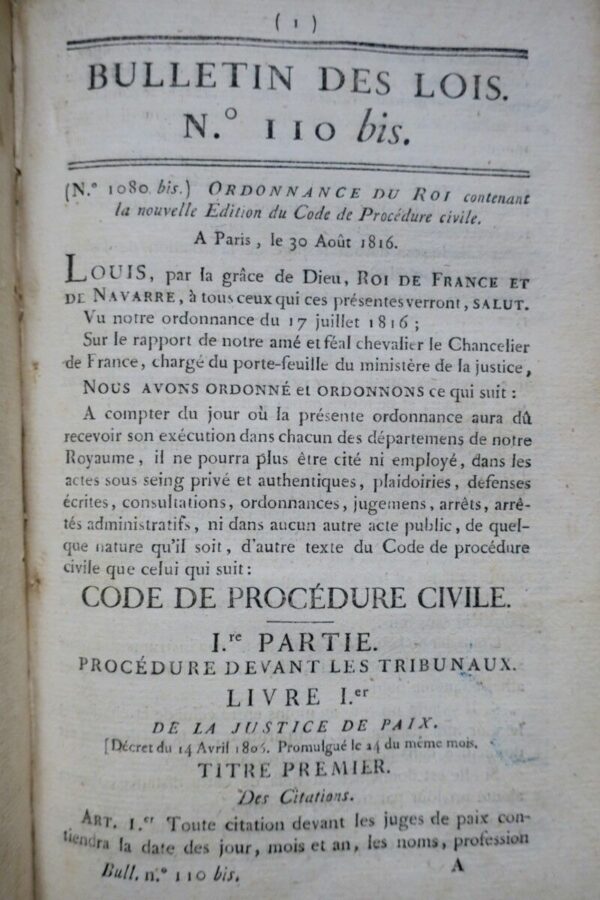 ( 1 )
BULLETIN DES LOIS.
N.° 110 bis.
(N.° 1080 bis.) ORDONNANCE DU ROI contenant
la nouvelle Édition du Code de Procédure civile.
A Paris, le 30 Août 1816.
LOUIS, par la grâce de Dieu, ROI DE FRANCE ET
DE NAVARRE, à tous ceux qui ces présentes verront, SALUT.
Vu notre ordonnance du 17 juillet 1816 ;
Sur le rapport de notre amé et féal chevalier le Chancelier
de France, chargé du porte-feuille du ministère de la justice,
NOUS AVONS ORDONNÉ et ORDONNONS ce qui suit :
A compter du jour où la présente ordonnance aura dû
recevoir son exécution dans chacun des départemens de notre
Royaume, il ne pourra plus être cité ni employé, dans les
actes sous seing privé et authentiques, plaidoiries, défenses
écrites, consultations, ordonnances, jugemens, arrêts, arrê-
tés administratifs, ni dans aucun autre acte public, de quel-
que nature qu'il soit, d'autre texte du Code de procédure
civile que celui qui suit :
CODE DE PROCÉDURE CIVILE.
I.re PARTIE.
PROCÉDURE DEVANT LES TRIBUNAUX.
LIVRE I.er
DE LA JUSTICE DE PAIX.
[Décret du 14 Avril 1806. Promulgué le 24 du même mois.
TITRE PREMIER.
Des Citations.
ART. 1.er Toute citation devant les juges de paix con-
tiendra la date des jour, mois et an, les noms, profession
Bull. n.° 110 bis. A